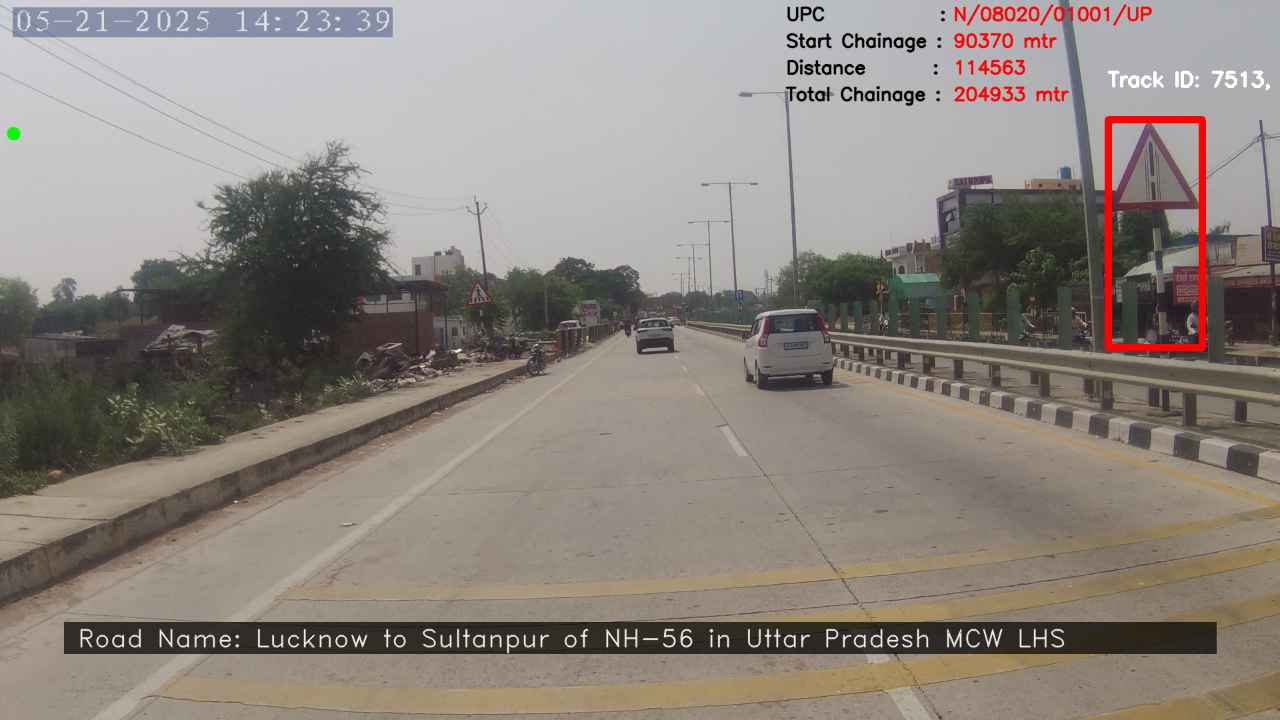 05-21-2025 14:23:39
UPC : N/08020/01001/UP
Start Chainage : 90370 mtr
Distance : 114563
Total Chainage : 204933 mtr
Track ID: 7513,
Road Name: Lucknow to Sultanpur of NH-56 in Uttar Pradesh MCW LHS